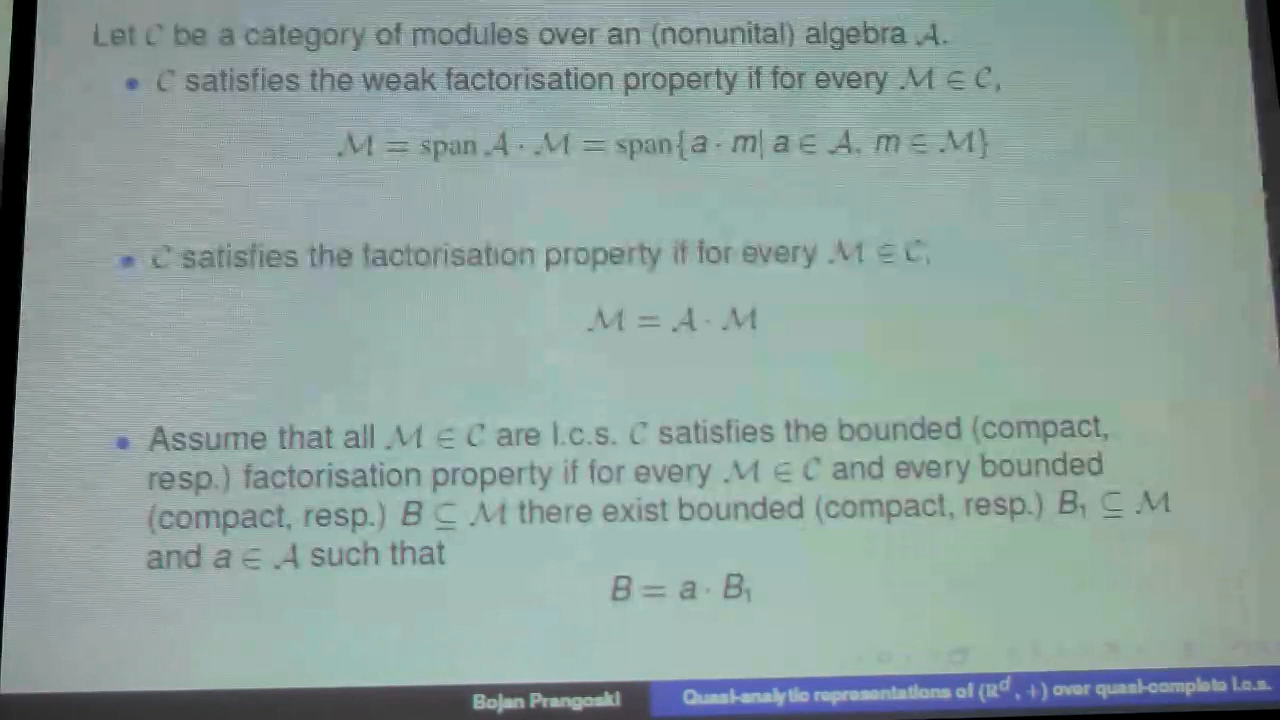 Let 𝒞 be a category of modules over an (nonunital) algebra 𝒜.
• 𝒞 satisfies the weak factorisation property if for every ℳ ∈ 𝒞,
ℳ = span 𝒜 · ℳ = span{a · m| a ∈ 𝒜, m ∈ ℳ}
• 𝒞 satisfies the factorisation property if for every ℳ ∈ 𝒞,
ℳ = 𝒜 · ℳ
• Assume that all ℳ ∈ 𝒞 are l.c.s. 𝒞 satisfies the bounded (compact,
resp.) factorisation property if for every ℳ ∈ 𝒞 and every bounded
(compact, resp.) B ⊆ ℳ there exist bounded (compact, resp.) B₁ ⊆ ℳ
and a ∈ 𝒜 such that
B = a · B₁
Bojan Prangoski Quasi-analytic representations of (ℝᵈ, +) over quasi-complete l.c.s.